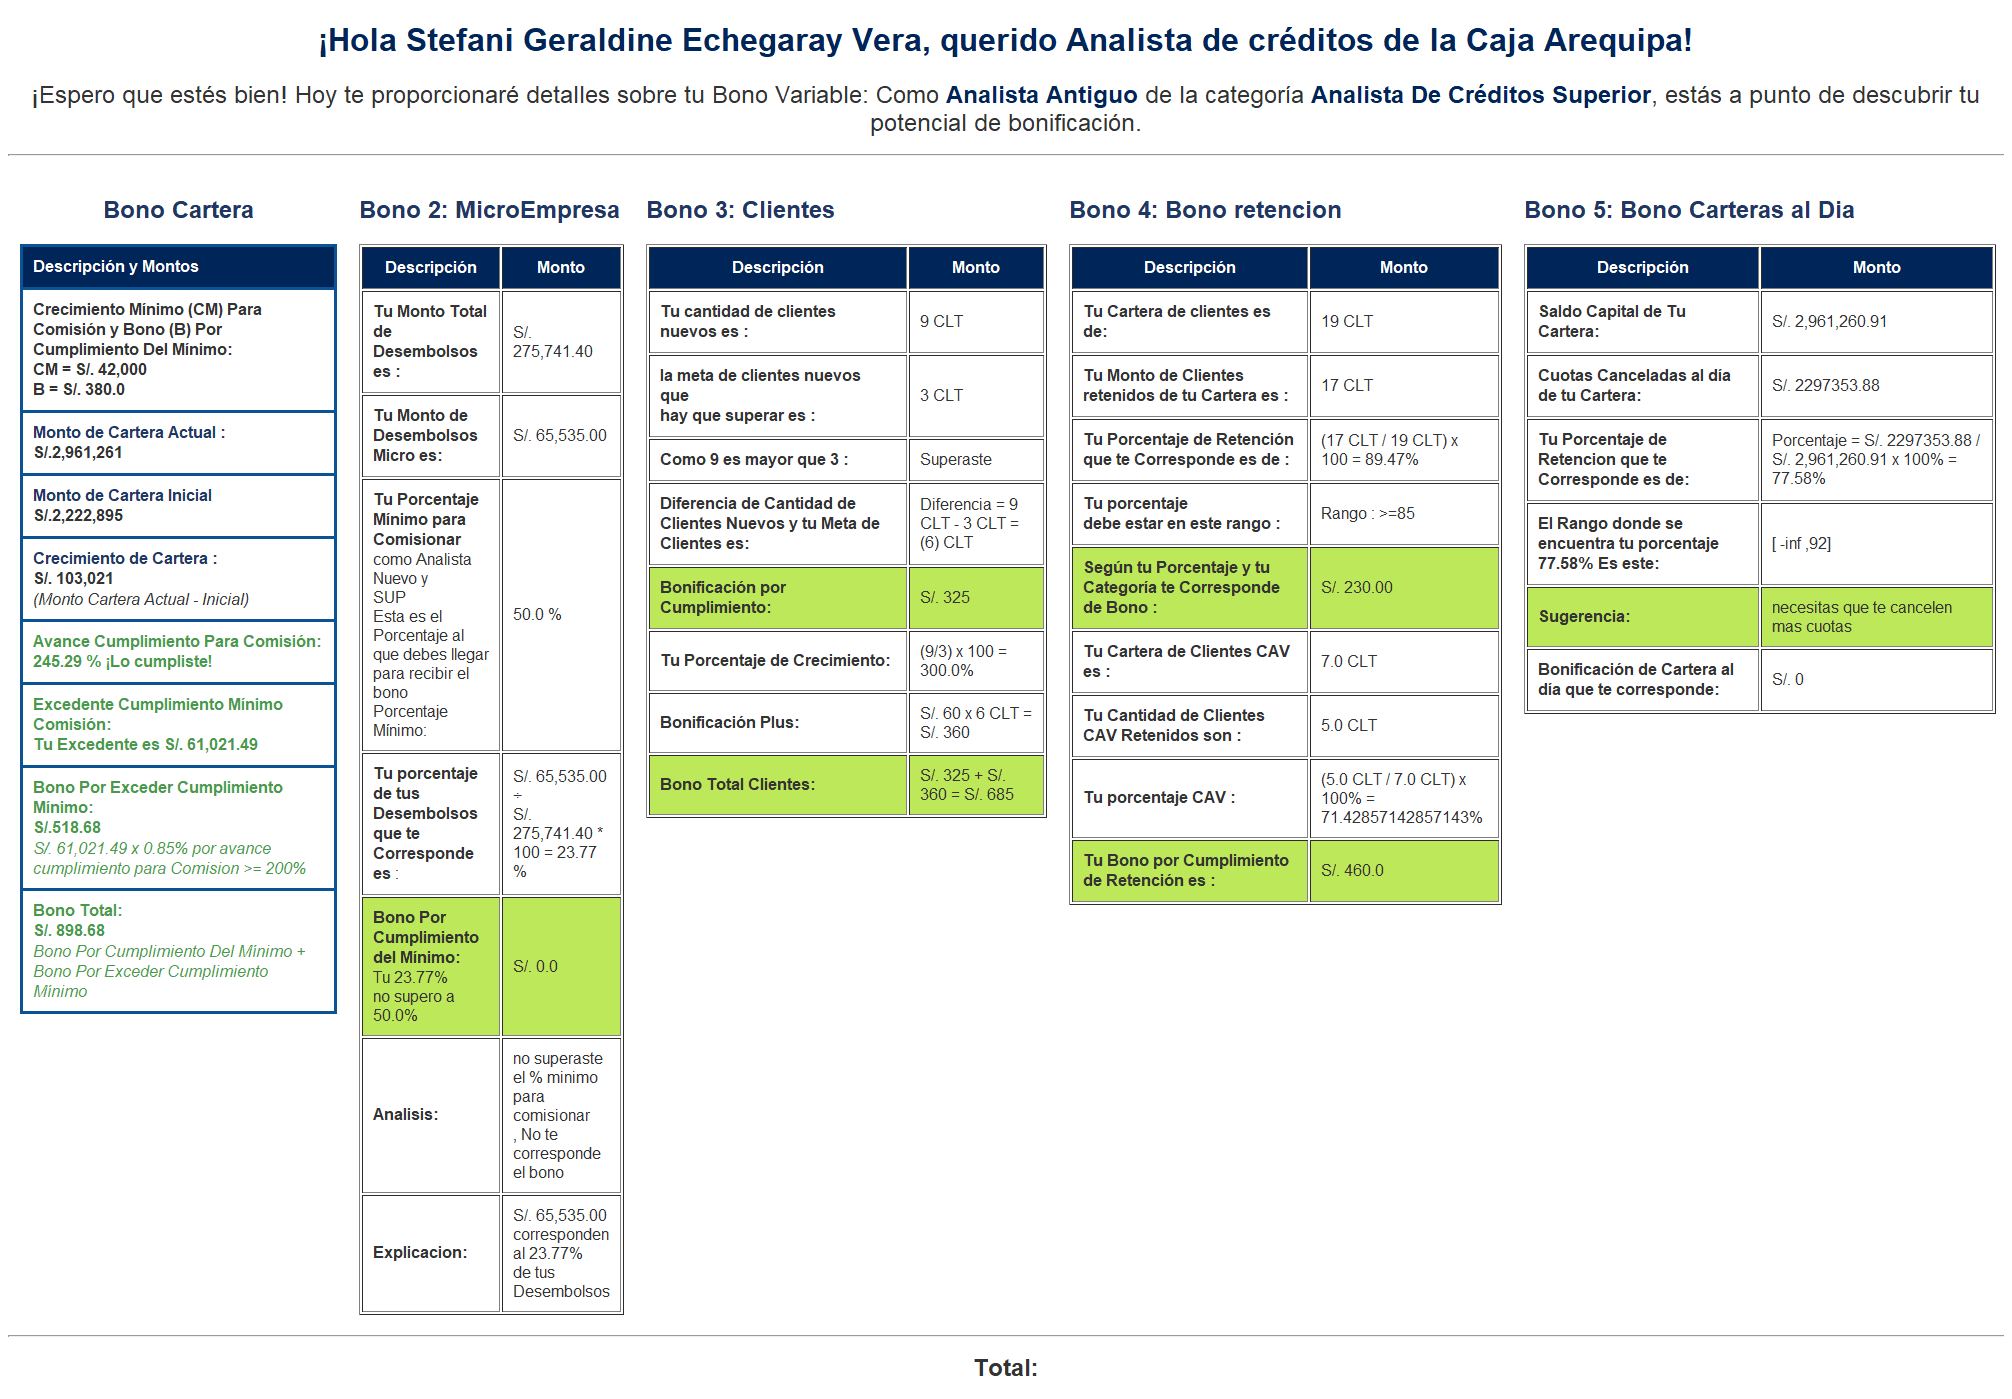 ¡Hola Stefani Geraldine Echegaray Vera, querido Analista de créditos de la Caja Arequipa!
¡Espero que estés bien! Hoy te proporcionaré detalles sobre tu Bono Variable: Como Analista Antiguo de la categoría Analista De Créditos Superior, estás a punto de descubrir tu
potencial de bonificación.
Bono Cartera
Descripción y Montos
Crecimiento Mínimo (CM) Para
Comisión y Bono (B) Por
Cumplimiento Del Mínimo:
CM = S/. 42,000
B = S/. 380.0
Monto de Cartera Actual :
S/.2,961,261
Monto de Cartera Inicial
S/.2,222,895
Crecimiento de Cartera :
S/. 103,021
(Monto Cartera Actual - Inicial)
Avance Cumplimiento Para Comisión:
245.29 % ¡Lo cumpliste!
Excedente Cumplimiento Mínimo
Comisión:
Tu Excedente es S/. 61,021.49
Bono Por Exceder Cumplimiento
Mínimo:
S/.518.68
S/. 61,021.49 x 0.85% por avance
cumplimiento para Comision >= 200%
Bono Total:
S/. 898.68
Bono Por Cumplimiento Del Mínimo +
Bono Por Exceder Cumplimiento
Mínimo
Bono 2: MicroEmpresa
Descripción
Monto
Tu Monto Total
de
Desembolsos
es :
S/.
275,741.40
Tu Monto de
Desembolsos
Micro es:
S/. 65,535.00
Tu Porcentaje
Mínimo para
Comisionar
como Analista
Nuevo y
SUP
Esta es el
Porcentaje al
que debes llegar
para recibir el
bono
Porcentaje
Mínimo:
50.0 %
Tu porcentaje
de tus
Desembolsos
que te
Corresponde
es :
S/. 65,535.00
÷
S/.
275,741.40 *
100 = 23.77
%
Bono Por
Cumplimiento
del Mínimo:
Tu 23.77%
no supero a
50.0%
S/. 0.0
Analisis:
no superaste
el % minimo
para
comisionar
, No te
corresponde
el bono
Explicacion:
S/. 65,535.00
corresponden
al 23.77%
de tus
Desembolsos
Bono 3: Clientes
Descripción
Monto
Tu cantidad de clientes
nuevos es :
9 CLT
la meta de clientes nuevos
que
hay que superar es :
3 CLT
Como 9 es mayor que 3 :
Superaste
Diferencia de Cantidad de
Clientes Nuevos y tu Meta de
Clientes es:
Diferencia = 9
CLT - 3 CLT =
(6) CLT
Bonificación por
Cumplimiento:
S/. 325
Tu Porcentaje de Crecimiento:
(9/3) x 100 =
300.0%
Bonificación Plus:
S/. 60 x 6 CLT =
S/. 360
Bono Total Clientes:
S/. 325 + S/.
360 = S/. 685
Bono 4: Bono retencion
Descripción
Monto
Tu Cartera de clientes es
de:
19 CLT
Tu Monto de Clientes
retenidos de tu Cartera es :
17 CLT
Tu Porcentaje de Retención
que te Corresponde es de :
(17 CLT / 19 CLT) x
100 = 89.47%
Tu porcentaje
debe estar en este rango :
Rango : >=85
Según tu Porcentaje y tu
Categoría te Corresponde
de Bono :
S/. 230.00
Tu Cartera de Clientes CAV
es :
7.0 CLT
Tu Cantidad de Clientes
CAV Retenidos son :
5.0 CLT
Tu porcentaje CAV :
(5.0 CLT / 7.0 CLT) x
100% =
71.42857142857143%
Tu Bono por Cumplimiento
de Retención es :
S/. 460.0
Bono 5: Bono Carteras al Dia
Descripción
Monto
Saldo Capital de Tu
Cartera:
S/. 2,961,260.91
Cuotas Canceladas al día
de tu Cartera:
S/. 2297353.88
Tu Porcentaje de
Retencion que te
Corresponde es de:
Porcentaje = S/. 2297353.88 /
S/. 2,961,260.91 x 100% =
77.58%
El Rango donde se
encuentra tu porcentaje
77.58% Es este:
[ -inf ,92]
Sugerencia:
necesitas que te cancelen
mas cuotas
Bonificación de Cartera al
día que te corresponde:
S/. 0
Total: